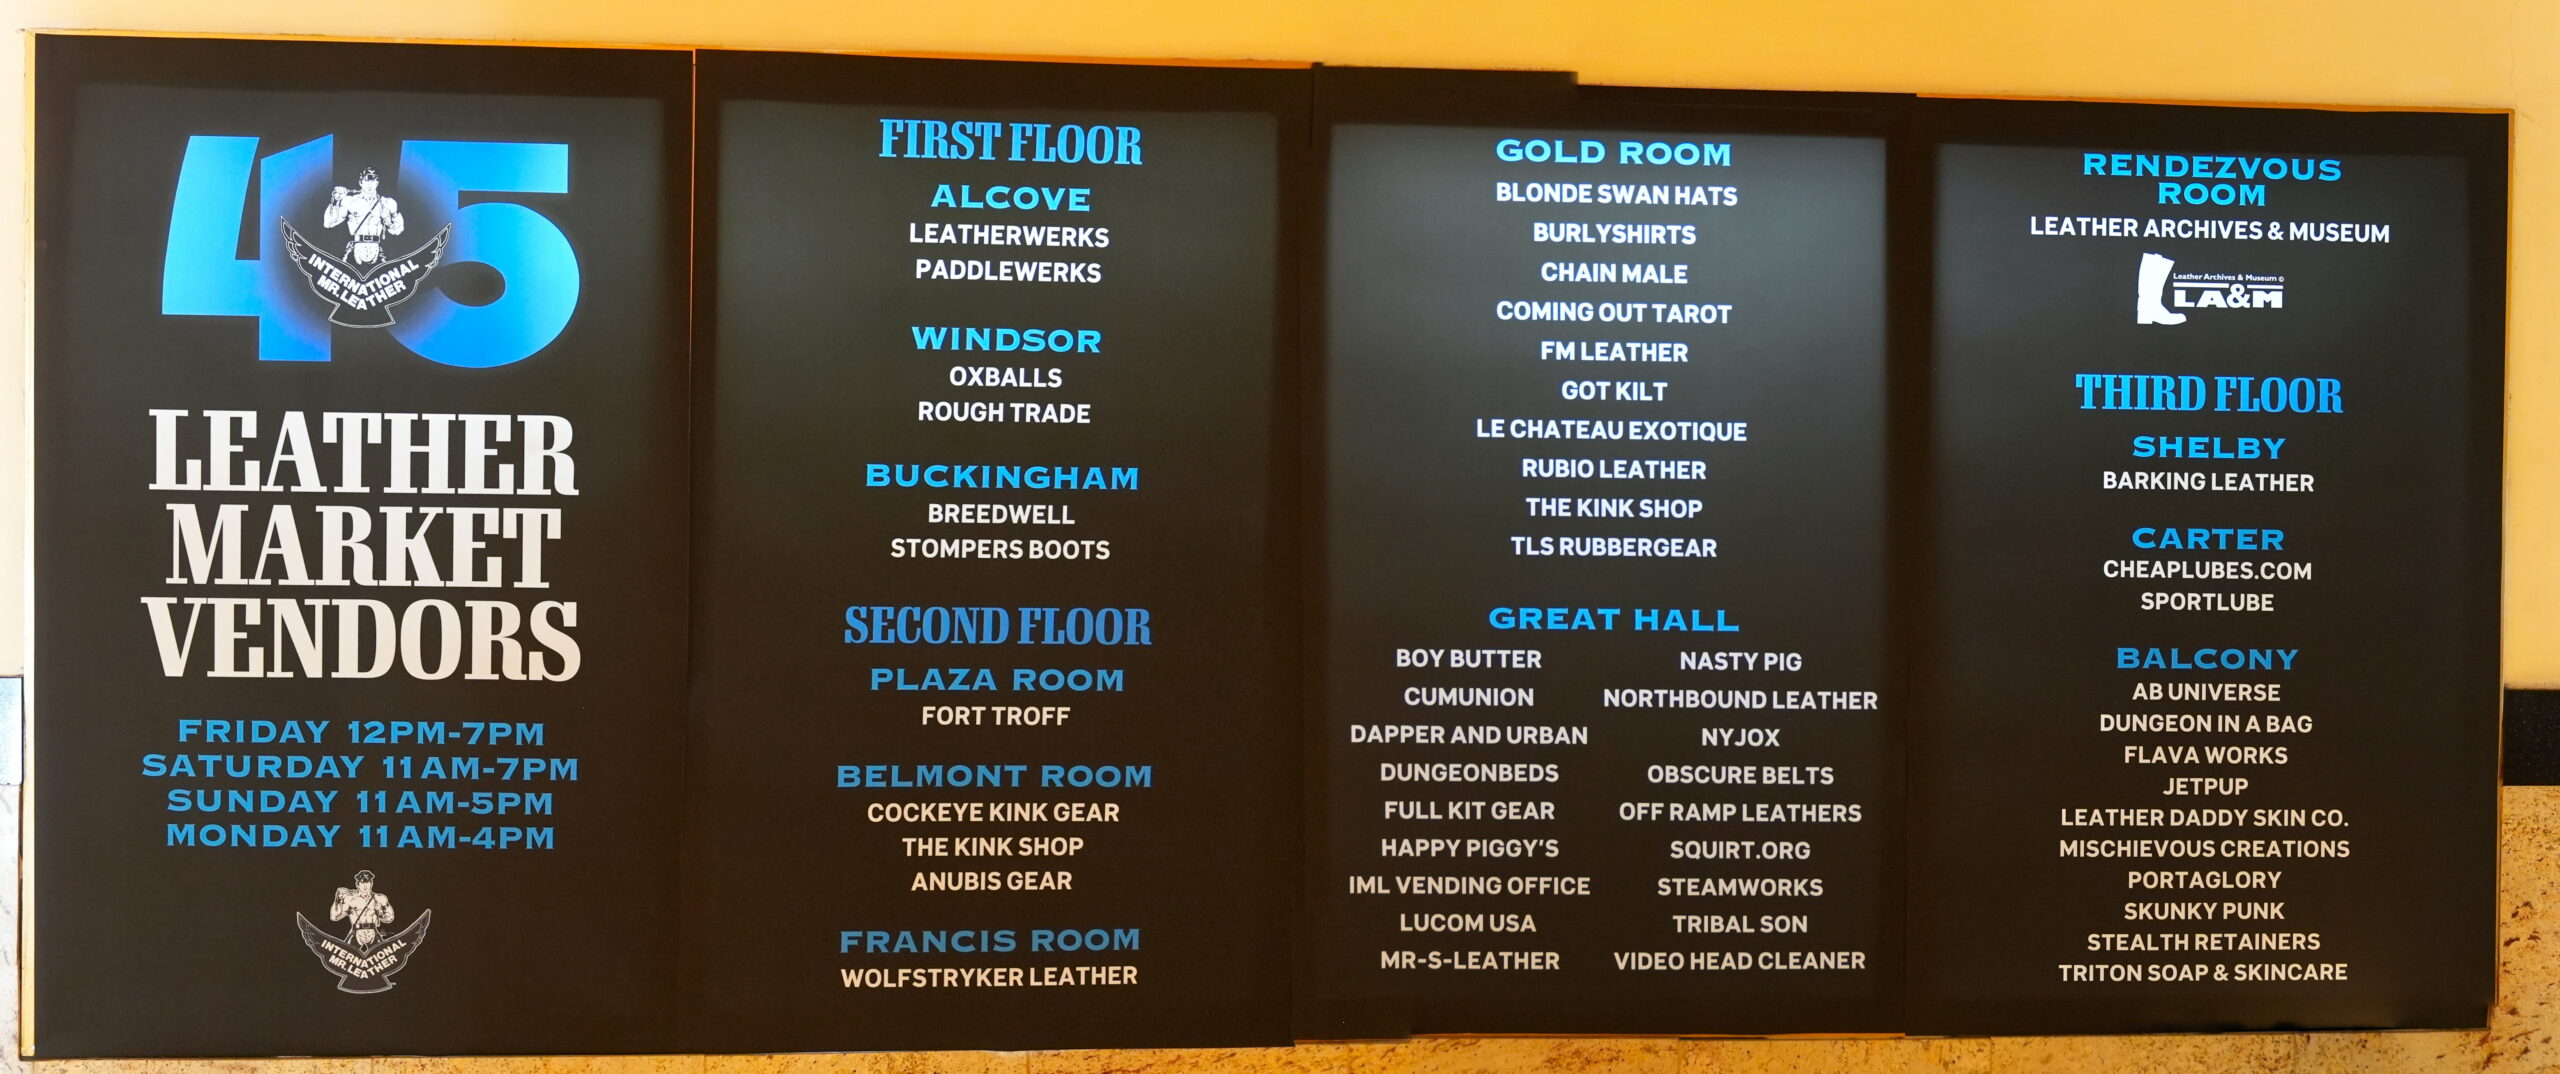 45
INTERNATIONAL
MR. LEATHER
LEATHER
MARKET
VENDORS
FRIDAY 12PM-7PM
SATURDAY 11AM-7PM
SUNDAY 11AM-5PM
MONDAY 11AM-4PM
INTERNATIONAL
MR. LEATHER
FIRST FLOOR
ALCOVE
LEATHERWERKS
PADDLEWERKS
WINDSOR
OXBALLS
ROUGH TRADE
BUCKINGHAM
BREEDWELL
STOMPERS BOOTS
SECOND FLOOR
PLAZA ROOM
FORT TROFF
BELMONT ROOM
COCKEYE KINK GEAR
THE KINK SHOP
ANUBIS GEAR
FRANCIS ROOM
WOLFSTRYKER LEATHER
GOLD ROOM
BLONDE SWAN HATS
BURLYSHIRTS
CHAIN MALE
COMING OUT TAROT
FM LEATHER
GOT KILT
LE CHATEAU EXOTIQUE
RUBIO LEATHER
THE KINK SHOP
TLS RUBBERGEAR
GREAT HALL
BOY BUTTER
CUMUNION
DAPPER AND URBAN
DUNGEONBEDS
FULL KIT GEAR
HAPPY PIGGY'S
IML VENDING OFFICE
LUCOM USA
MR-S-LEATHER
NASTY PIG
NORTHBOUND LEATHER
NYJOX
OBSCURE BELTS
OFF RAMP LEATHERS
SQUIRT.ORG
STEAMWORKS
TRIBAL SON
VIDEO HEAD CLEANER
RENDEZVOUS
ROOM
LEATHER ARCHIVES & MUSEUM
Leather Archives & Museum ©
LA&M
THIRD FLOOR
SHELBY
BARKING LEATHER
CARTER
CHEAPLUBES.COM
SPORTLUBE
BALCONY
AB UNIVERSE
DUNGEON IN A BAG
FLAVA WORKS
JETPUP
LEATHER DADDY SKIN CO.
MISCHIEVOUS CREATIONS
PORTAGLORY
SKUNKY PUNK
STEALTH RETAINERS
TRITON SOAP & SKINCARE